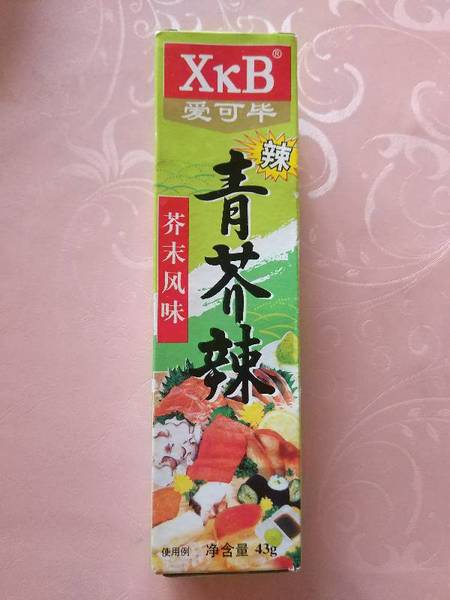 XKB®
爱可毕
辣
青芥辣
芥末风味
使用例 净含量 43g